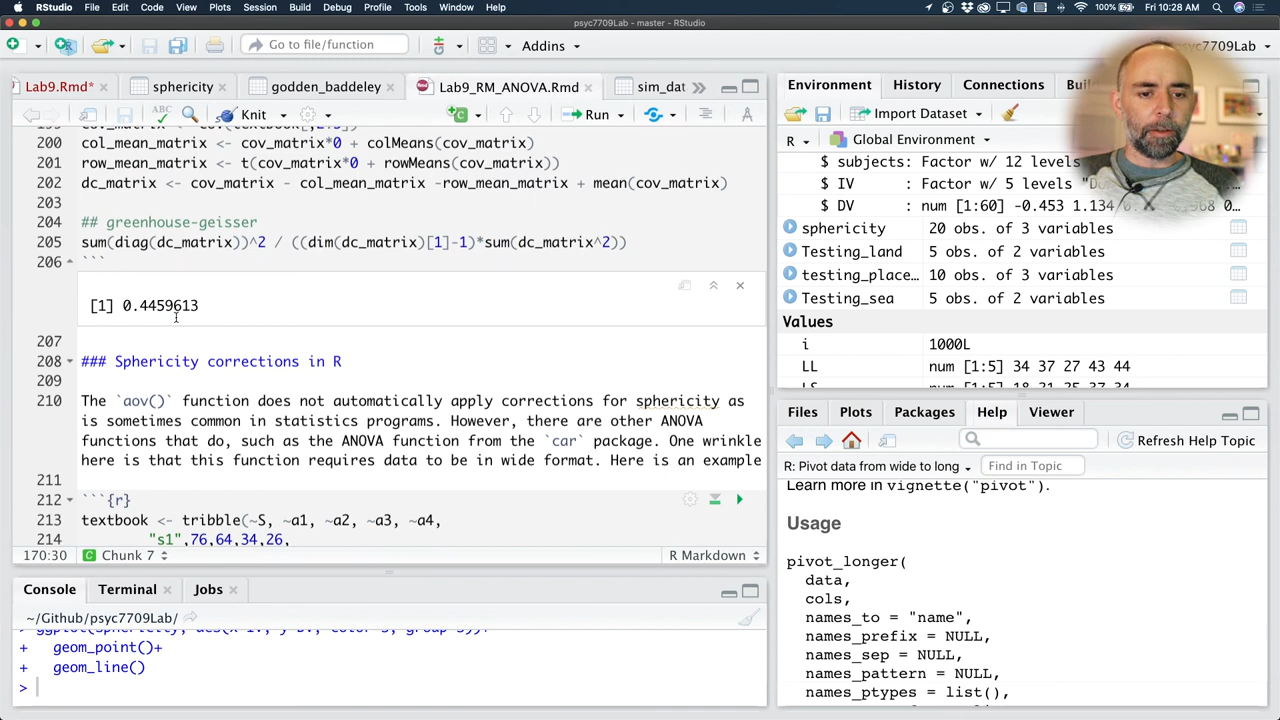 RStudio File Edit Code View Plots Session Build Debug Profile Tools Window Help 100% Fri 10:28 AM
psyc7709Lab - master - RStudio
Go to file/function Addins psyc7709Lab
Lab9.Rmd* sphericity godden_baddeley Lab9_RM_ANOVA.Rmd sim_dat
ABC Knit Run
200 col_mean_matrix <- cov_matrix*0 + colMeans(cov_matrix)
201 row_mean_matrix <- t(cov_matrix*0 + rowMeans(cov_matrix))
202 dc_matrix <- cov_matrix - col_mean_matrix -row_mean_matrix + mean(cov_matrix)
203
204 ## greenhouse-geisser
205 sum(diag(dc_matrix))^2 / ((dim(dc_matrix)[1]-1)*sum(dc_matrix^2))
206 ```
[1] 0.4459613
207
208 ### Sphericity corrections in R
209
210 The `aov()` function does not automatically apply corrections for sphericity as
is sometimes common in statistics programs. However, there are other ANOVA
functions that do, such as the ANOVA function from the `car` package. One wrinkle
here is that this function requires data to be in wide format. Here is an example
211
212 ```{r}
213 textbook <- tribble(~S, ~a1, ~a2, ~a3, ~a4,
214 "s1",76,64,34,26,
170:30 Chunk 7 R Markdown
Console Terminal Jobs
~/Github/psyc7709Lab/
+ geom_point()+
+ geom_line()
>
Environment History Connections
Import Dataset
R Global Environment
$ subjects: Factor w/ 12 levels
$ IV : Factor w/ 5 levels
$ DV : num [1:60] -0.453 1.134
sphericity 20 obs. of 3 variables
Testing_land 5 obs. of 2 variables
testing_place… 10 obs. of 3 variables
Testing_sea 5 obs. of 2 variables
Values
i 1000L
LL num [1:5] 34 37 27 43 44
Files Plots Packages Help Viewer
Refresh Help Topic
R: Pivot data from wide to long Find in Topic
Learn more in vignette("pivot").
Usage
pivot_longer(
data,
cols,
names_to = "name",
names_prefix = NULL,
names_sep = NULL,
names_pattern = NULL,
names_ptypes = list(),